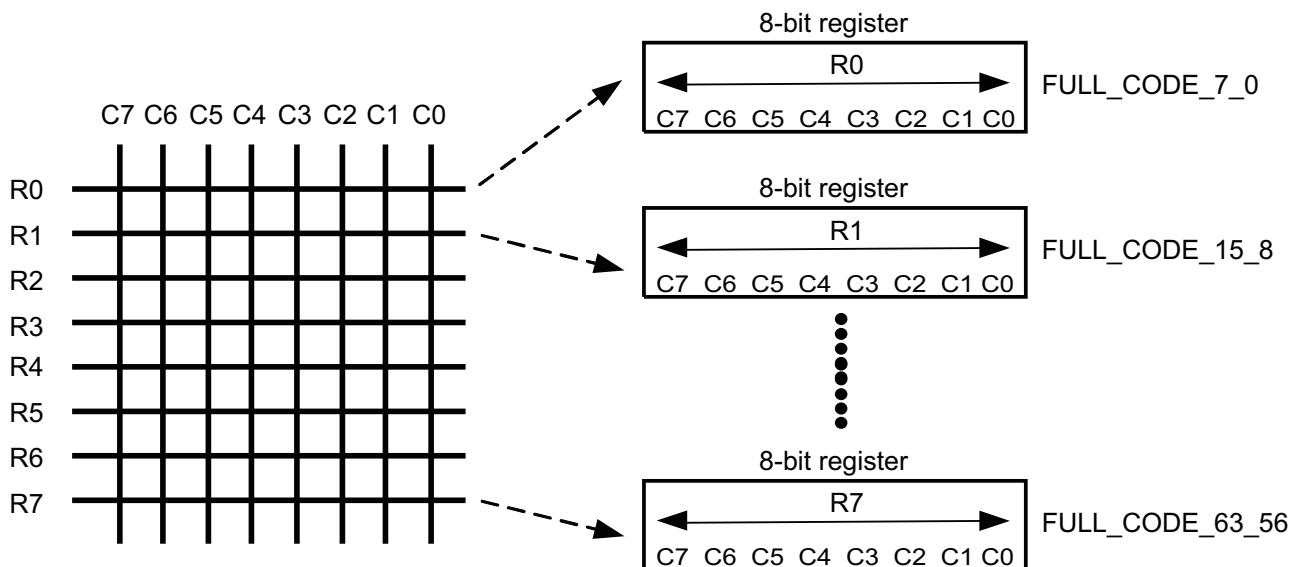 8-bit register
R0
C7 C6 C5 C4 C3 C2 C1 C0
FULL_CODE_7_0
C7 C6 C5 C4 C3 C2 C1 C0
R0
R1
R2
R3
R4
R5
R6
R7
8-bit register
R1
C7 C6 C5 C4 C3 C2 C1 C0
FULL_CODE_15_8
8-bit register
R7
C7 C6 C5 C4 C3 C2 C1 C0
FULL_CODE_63_56